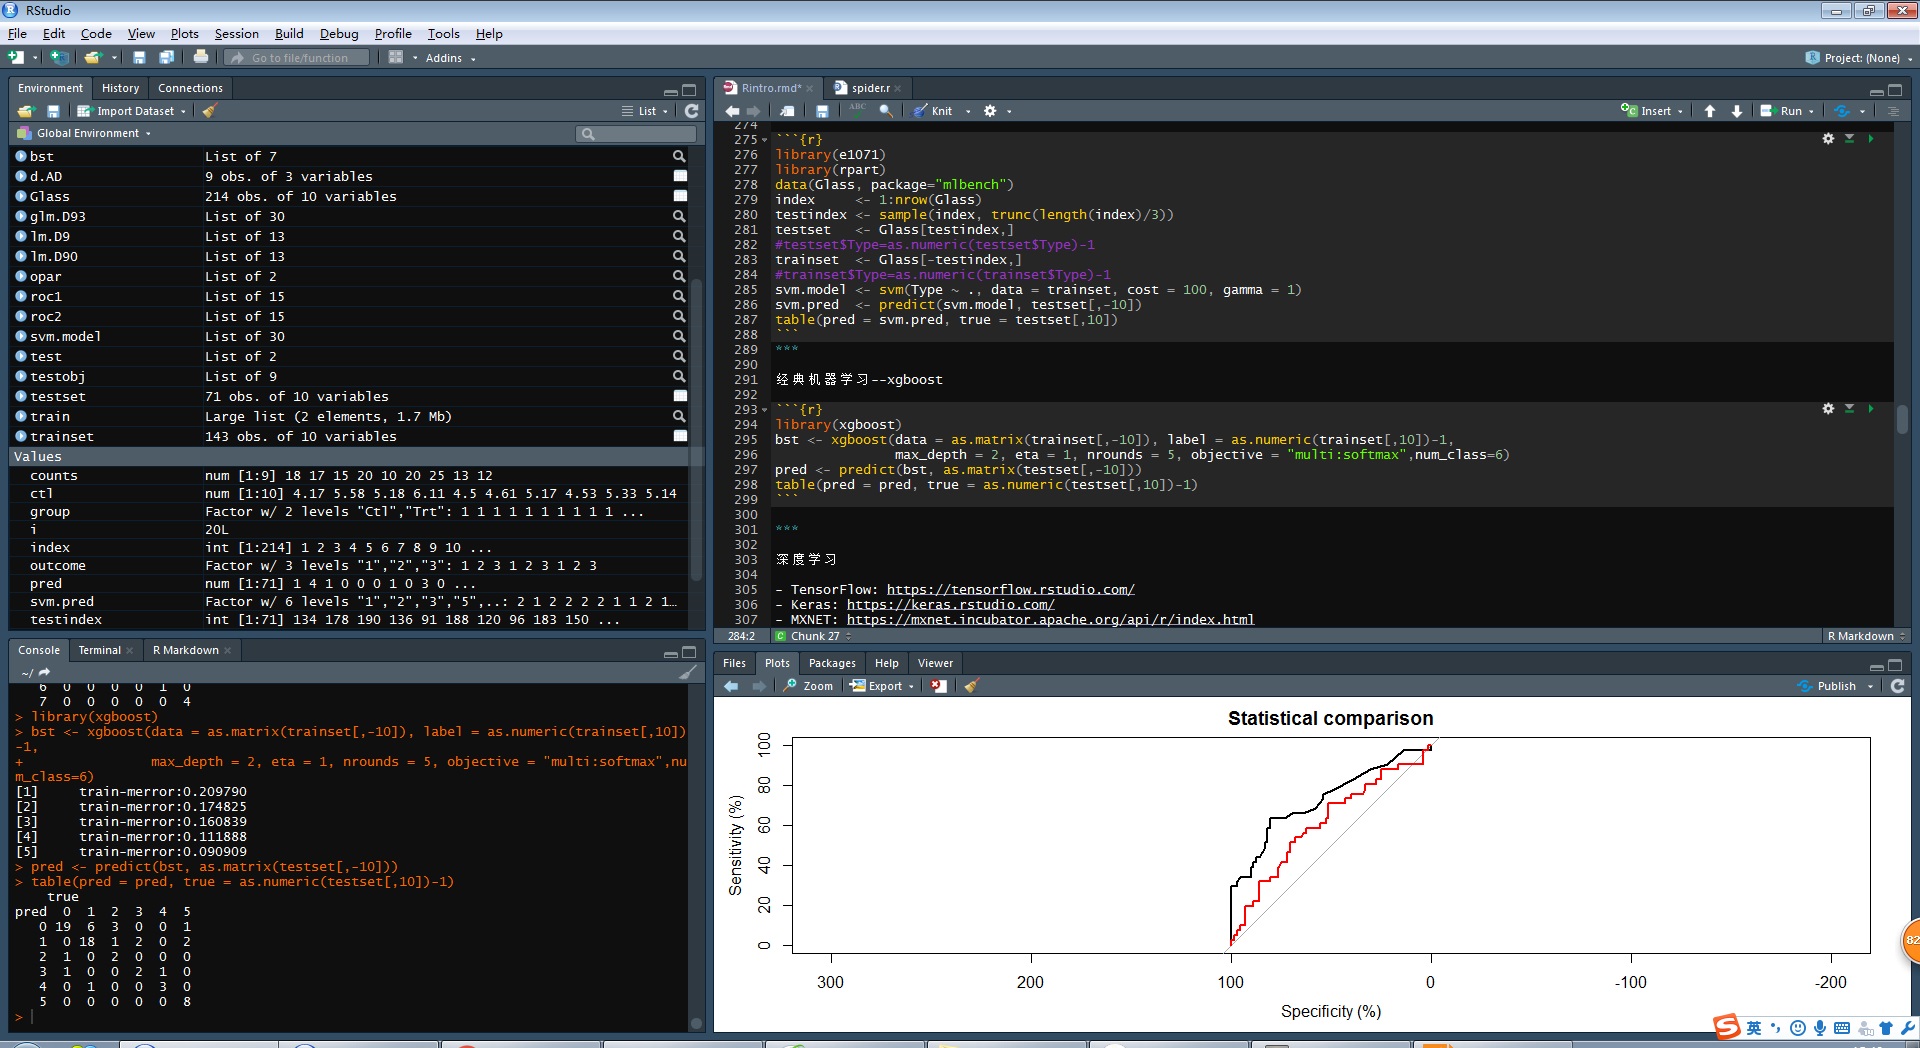 RStudio
File Edit Code View Plots Session Build Debug Profile Tools Help
Go to file/function Addins Project: (None)
Environment History Connections
Import Dataset List
Global Environment
bst List of 7
d.AD 9 obs. of 3 variables
Glass 214 obs. of 10 variables
glm.D93 List of 30
lm.D9 List of 13
lm.D90 List of 13
opar List of 2
roc1 List of 15
roc2 List of 15
svm.model List of 30
test List of 2
testobj List of 9
testset 71 obs. of 10 variables
train Large list (2 elements, 1.7 Mb)
trainset 143 obs. of 10 variables
Values
counts num [1:9] 18 17 15 20 10 20 25 13 12
ctl num [1:10] 4.17 5.58 5.18 6.11 4.5 4.61 5.17 4.53 5.33 5.14
group Factor w/ 2 levels "Ctl","Trt": 1 1 1 1 1 1 1 1 1 1 ...
i 20L
index int [1:214] 1 2 3 4 5 6 7 8 9 10 ...
outcome Factor w/ 3 levels "1","2","3": 1 2 3 1 2 3 1 2 3
pred num [1:71] 1 4 1 0 0 0 1 0 3 0 ...
svm.pred Factor w/ 6 levels "1","2","3","5",..: 2 1 2 2 2 2 1 1 2 1…
testindex int [1:71] 134 178 190 136 91 188 120 96 183 150 ...
Console Terminal R Markdown
~/
6 0 0 0 0 1 0
7 0 0 0 0 0 4
> library(xgboost)
> bst <- xgboost(data = as.matrix(trainset[,-10]), label = as.numeric(trainset[,10])
-1,
+ max_depth = 2, eta = 1, nrounds = 5, objective = "multi:softmax",nu
m_class=6)
[1] train-merror:0.209790
[2] train-merror:0.174825
[3] train-merror:0.160839
[4] train-merror:0.111888
[5] train-merror:0.090909
> pred <- predict(bst, as.matrix(testset[,-10]))
> table(pred = pred, true = as.numeric(testset[,10])-1)
true
pred 0 1 2 3 4 5
0 19 6 3 0 0 1
1 0 18 1 2 0 2
2 1 0 2 0 0 0
3 1 0 0 2 1 0
4 0 1 0 0 3 0
5 0 0 0 0 0 8
>
Rintro.rmd* spider.r
ABC Knit Insert Run
274
275 ```{r}
276 library(e1071)
277 library(rpart)
278 data(Glass, package="mlbench")
279 index <- 1:nrow(Glass)
280 testindex <- sample(index, trunc(length(index)/3))
281 testset <- Glass[testindex,]
282 #testset$Type=as.numeric(testset$Type)-1
283 trainset <- Glass[-testindex,]
284 #trainset$Type=as.numeric(trainset$Type)-1
285 svm.model <- svm(Type ~ ., data = trainset, cost = 100, gamma = 1)
286 svm.pred <- predict(svm.model, testset[,-10])
287 table(pred = svm.pred, true = testset[,10])
288 ```
289 ***
290
291 经典机器学习--xgboost
292
293 ```{r}
294 library(xgboost)
295 bst <- xgboost(data = as.matrix(trainset[,-10]), label = as.numeric(trainset[,10])-1,
296 max_depth = 2, eta = 1, nrounds = 5, objective = "multi:softmax",num_class=6)
297 pred <- predict(bst, as.matrix(testset[,-10]))
298 table(pred = pred, true = as.numeric(testset[,10])-1)
299 ```
300
301 ***
302
303 深度学习
304
305 - TensorFlow: https://tensorflow.rstudio.com/
306 - Keras: https://keras.rstudio.com/
307 - MXNET: https://mxnet.incubator.apache.org/api/r/index.html
284:2 Chunk 27 R Markdown
Files Plots Packages Help Viewer
Zoom Export Publish
Statistical comparison
Sensitivity (%)
100
80
60
40
20
0
300 200 100 0 -100 -200
Specificity (%)
82
英